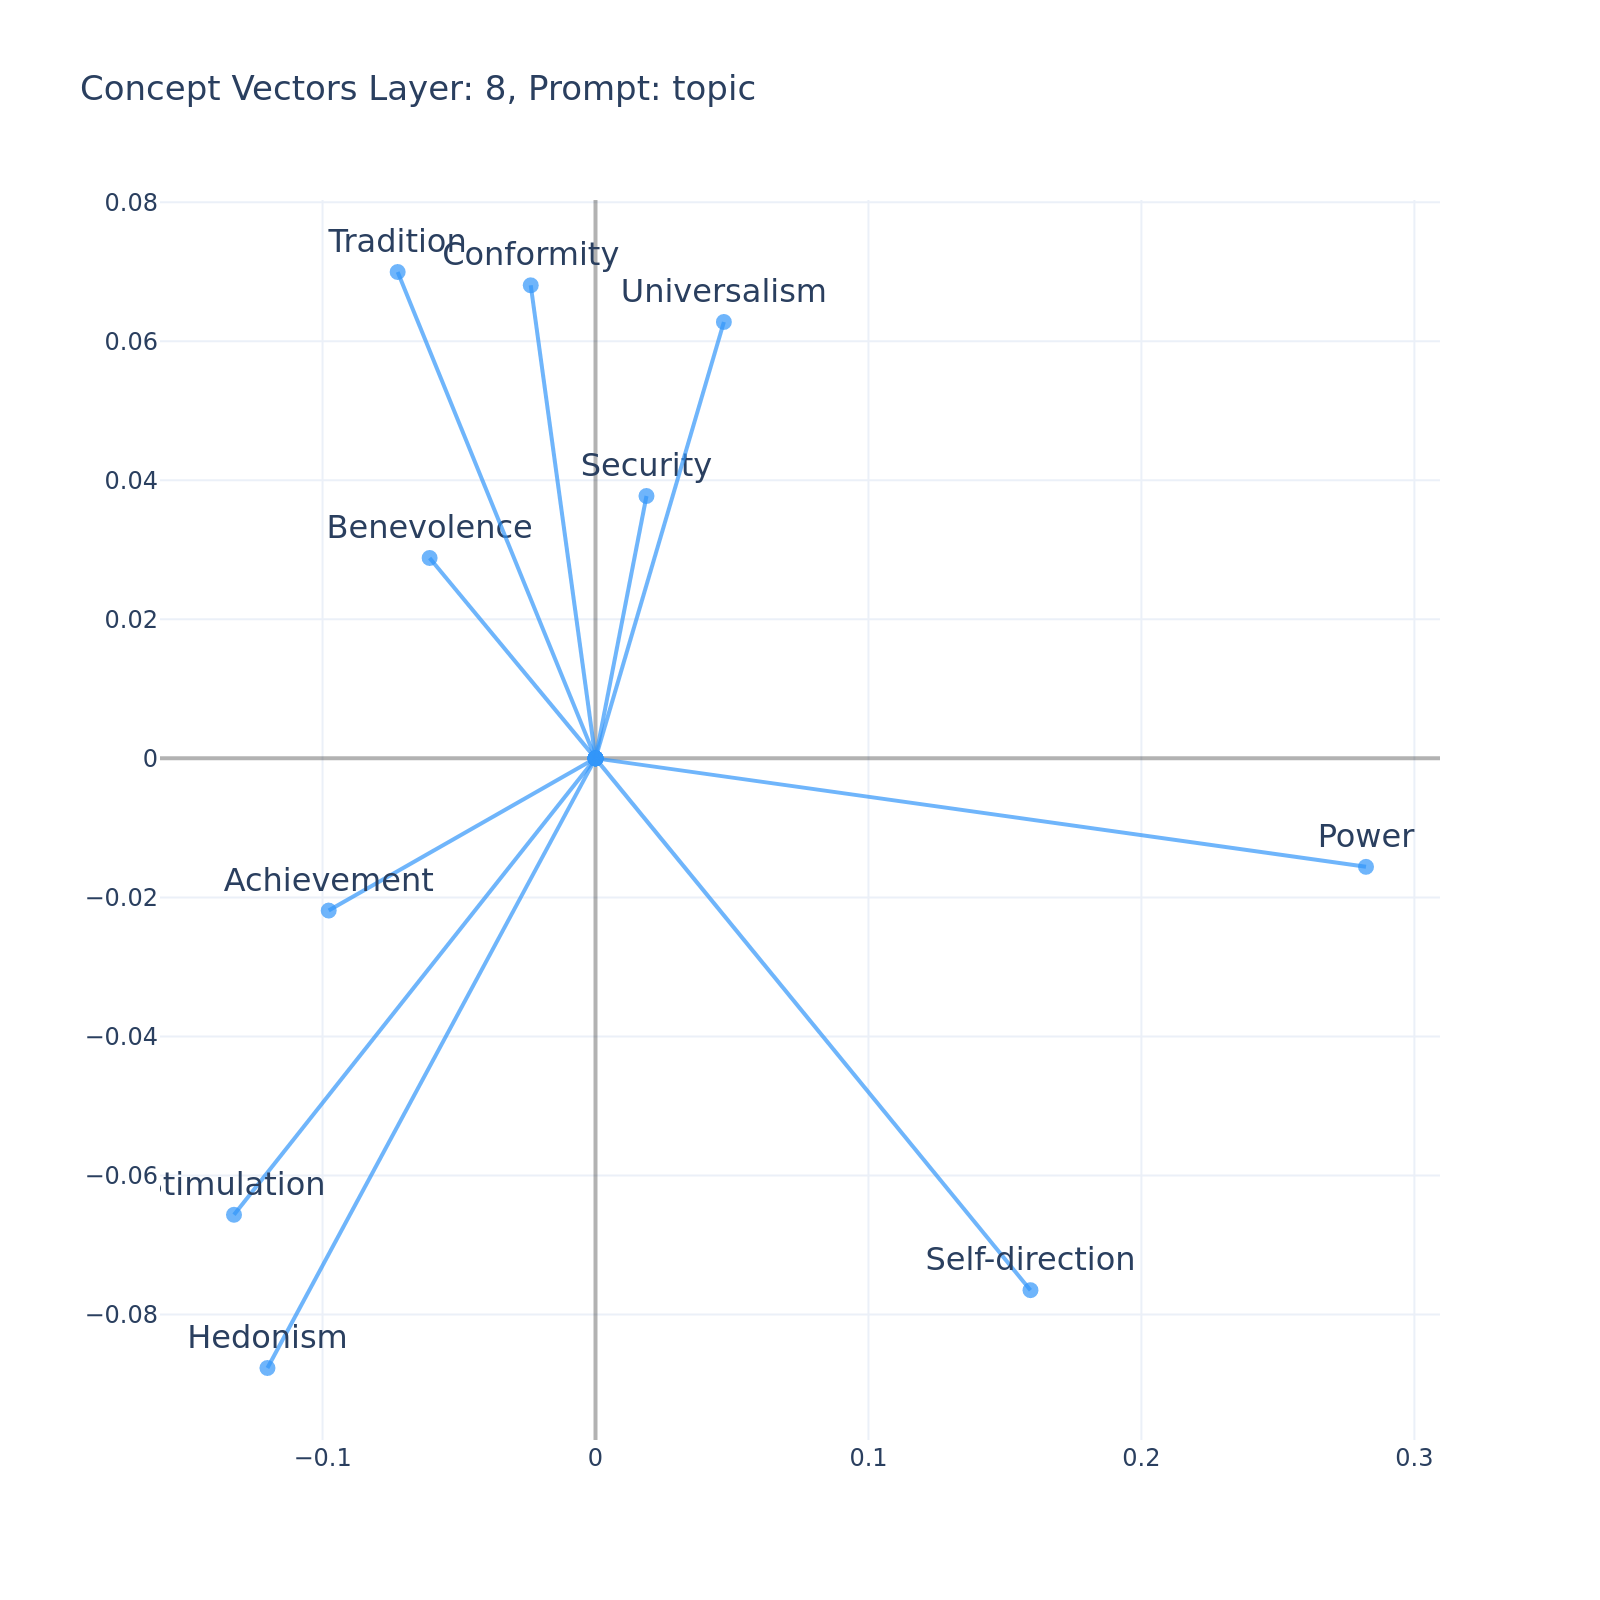 Concept Vectors Layer: 8, Prompt: topic
0.08
Tradition
Conformity
Universalism
0.06
Security
0.04
Benevolence
0.02
0
Power
Achievement
−0.02
−0.04
−0.06
timulation
Self-direction
−0.08
Hedonism
−0.1
0
0.1
0.2
0.3